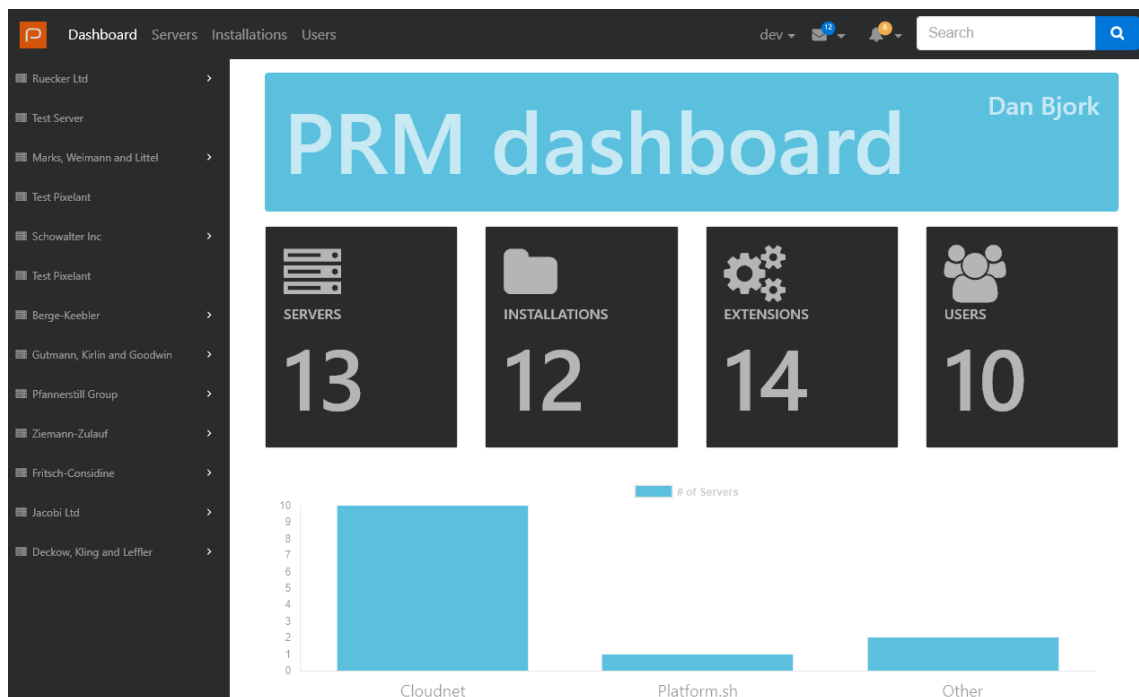 Dashboard Servers Installations Users dev 12 6 Search
Ruecker Ltd
Test Server
Marks, Weimann and Littel
Test Pixelant
Schowalter Inc
Test Pixelant
Berge-Keebler
Gutmann, Kirlin and Goodwin
Pfannerstill Group
Ziemann-Zulauf
Fritsch-Considine
Jacobi Ltd
Deckow, Kling and Leffler
Dan Bjork
PRM dashboard
SERVERS
13
INSTALLATIONS
12
EXTENSIONS
14
USERS
10
# of Servers
10
9
8
7
6
5
4
3
2
1
0
Cloudnet Platform.sh Other